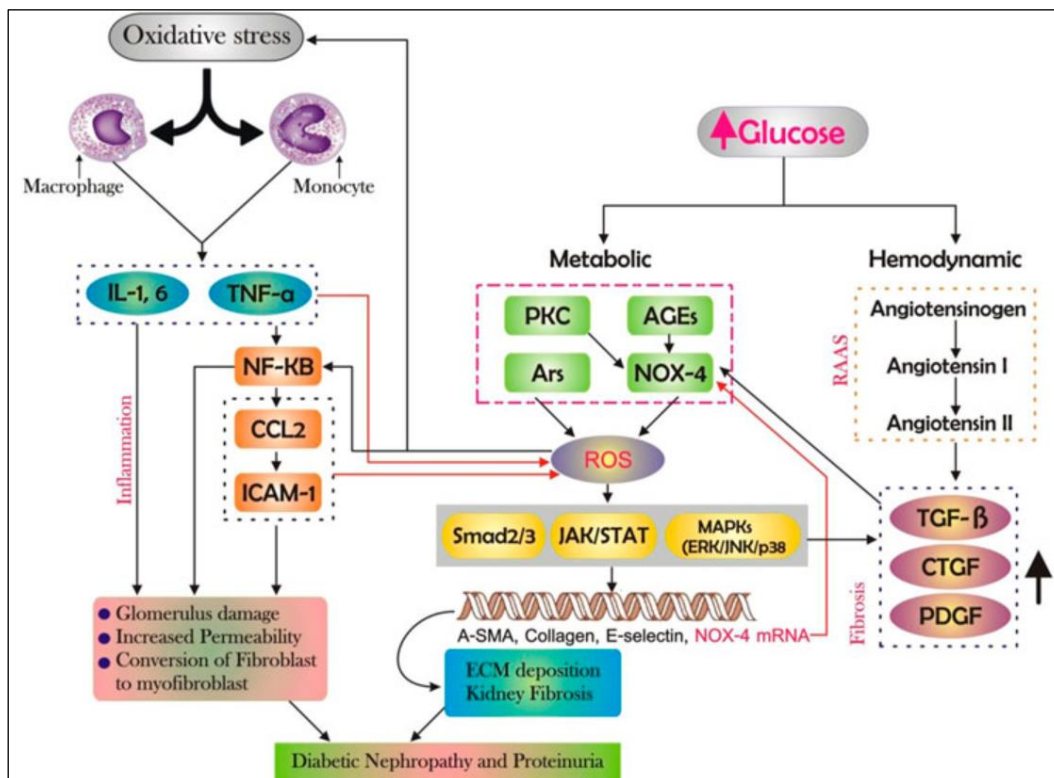 Oxidative stress
Macrophage
Monocyte
IL-1, 6
TNF-α
NF-KB
CCL2
ICAM-1
Inflammation
Glomerulus damage
Increased Permeability
Conversion of Fibroblast
to myofibroblast
Glucose
Metabolic
Hemodynamic
PKC
AGEs
Ars
NOX-4
ROS
RAAS
Angiotensinogen
Angiotensin I
Angiotensin II
Smad2/3
JAK/STAT
MAPKs
(ERK/JNK/p38
TGF-β
CTGF
PDGF
Fibrosis
A-SMA, Collagen, E-selectin, NOX-4 mRNA
ECM deposition
Kidney Fibrosis
Diabetic Nephropathy and Proteinuria